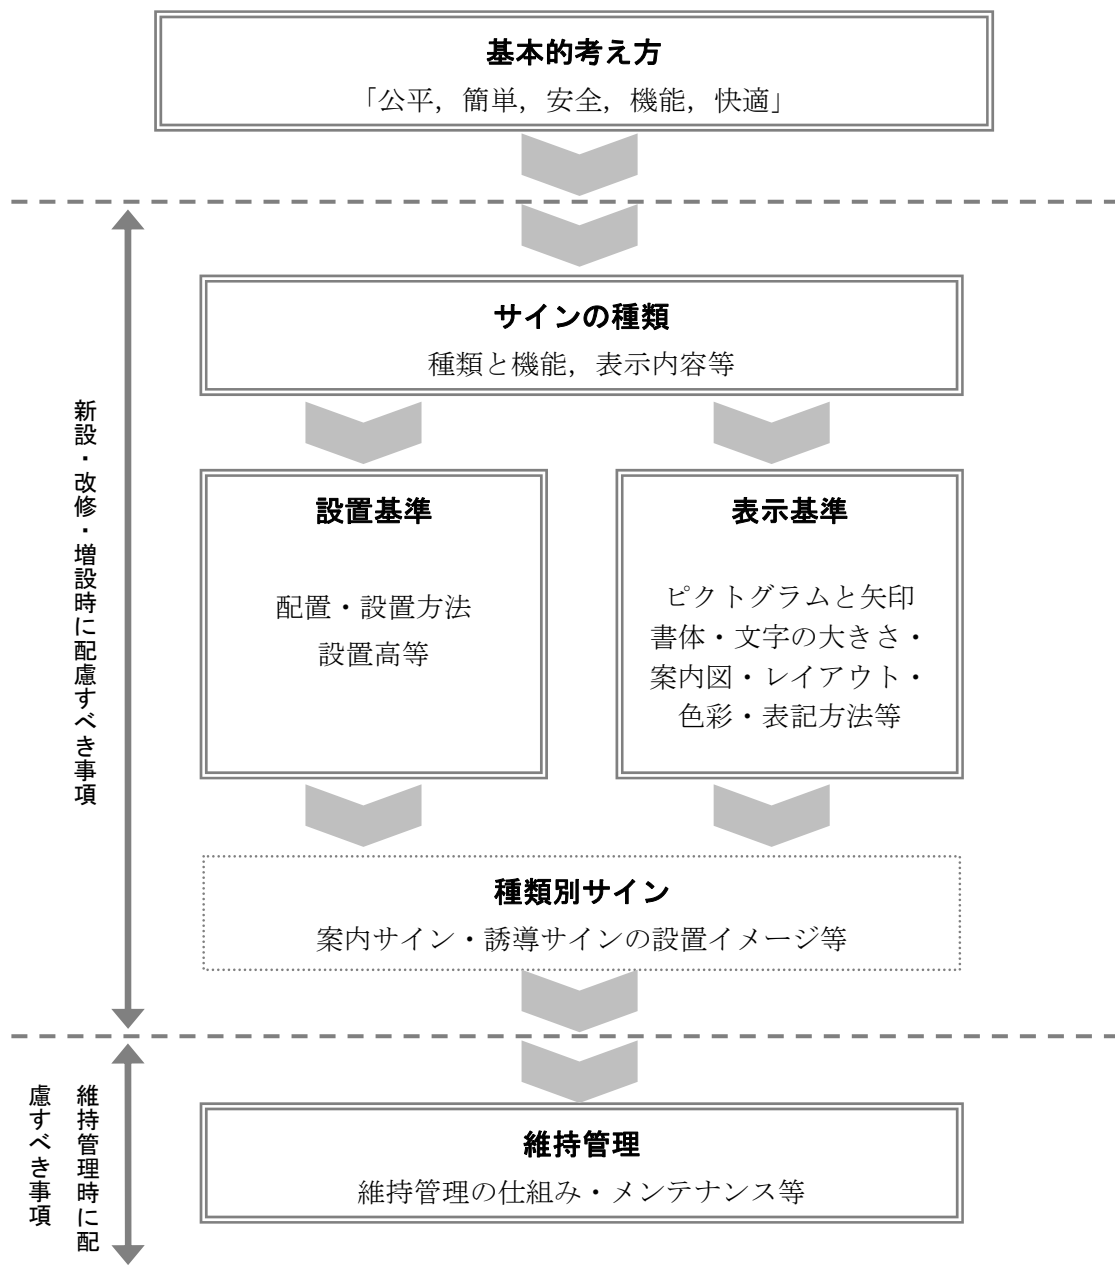 基本的考え方
「公平，簡単，安全，機能，快適」
サインの種類
種類と機能，表示内容等
新設・改修・増設時に配慮すべき事項
設置基準
配置・設置方法
設置高等
表示基準
ピクトグラムと矢印
書体・文字の大きさ・
案内図・レイアウト・
色彩・表記方法等
種類別サイン
案内サイン・誘導サインの設置イメージ等
維持管理時に配
慮すべき事項
維持管理
維持管理の仕組み・メンテナンス等